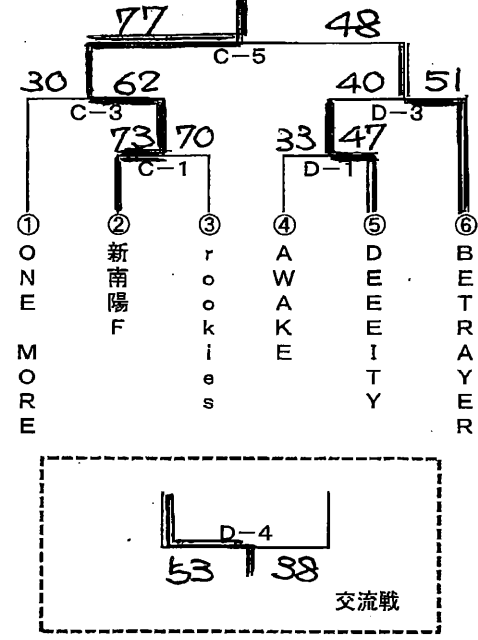 77 48
C-5
30 62 40 51
C-3 D-3
73 70 33 47
C-1 D-1
① ② ③ ④ ⑤ ⑥
ONE MORE
新南陽F
rookies
AWAKE
DEEEITY
BETRAYER
D-4
53 38
交流戦